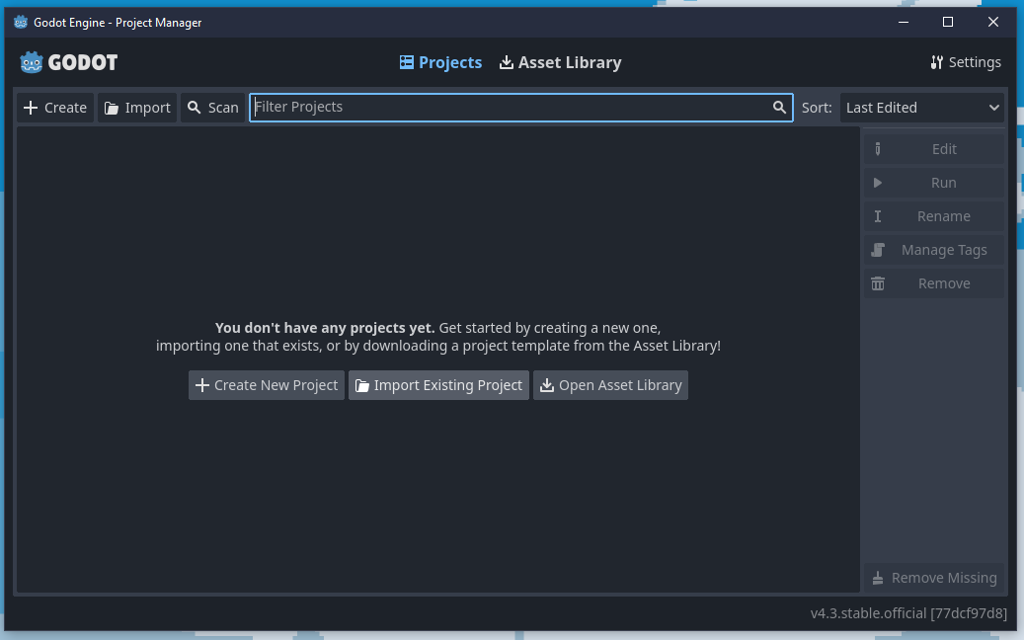 Godot Engine - Project Manager
GODOT
Projects
Asset Library
Settings
Create
Import
Scan
Filter Projects
Sort:
Last Edited
Edit
Run
Rename
Manage Tags
Remove
You don't have any projects yet. Get started by creating a new one,
importing one that exists, or by downloading a project template from the Asset Library!
Create New Project
Import Existing Project
Open Asset Library
Remove Missing
v4.3.stable.official [77dcf97d8]